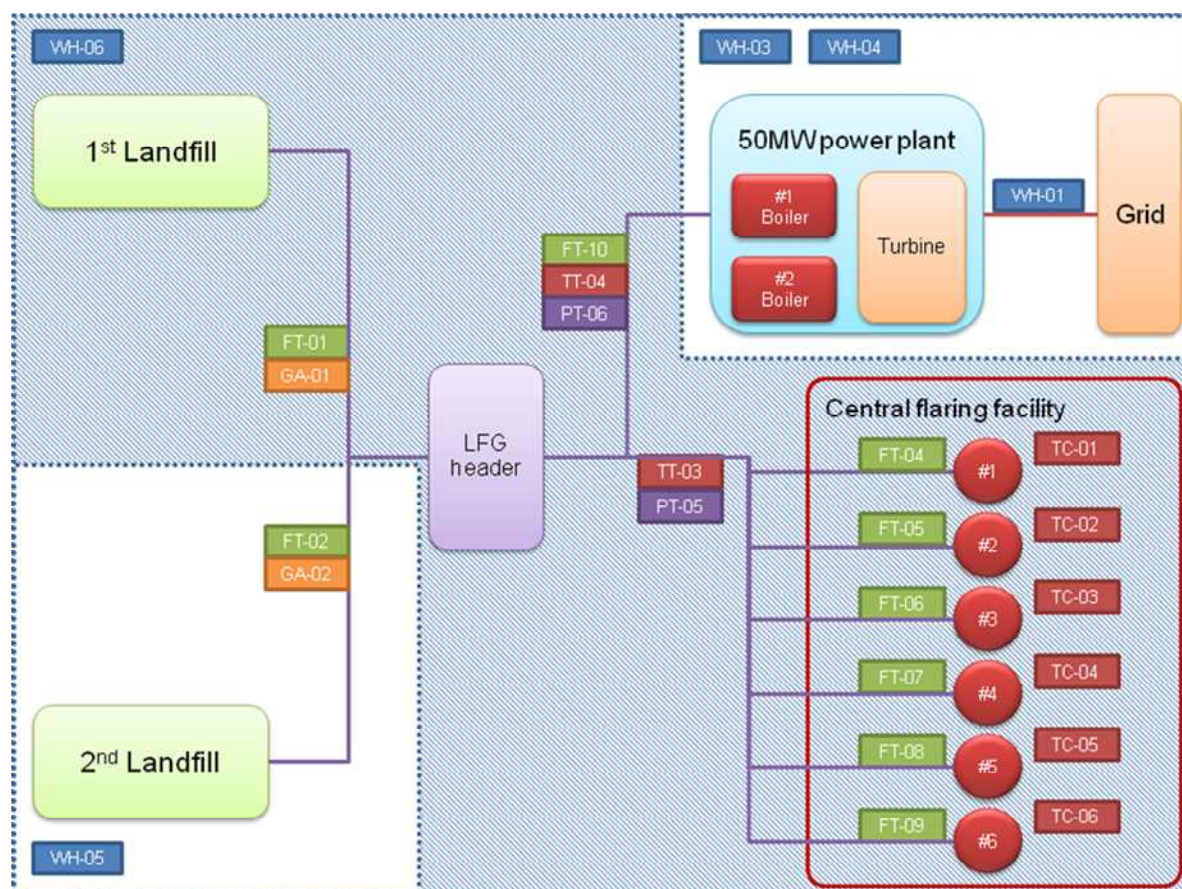 WH-06
WH-03
WH-04
1st Landfill
50MW power plant
#1
Boiler
#2
Boiler
Turbine
WH-01
Grid
FT-10
TT-04
PT-06
FT-01
GA-01
LFG
header
TT-03
PT-05
Central flaring facility
FT-04
#1
TC-01
FT-05
#2
TC-02
FT-06
#3
TC-03
FT-07
#4
TC-04
FT-08
#5
TC-05
FT-09
#6
TC-06
FT-02
GA-02
2nd Landfill
WH-05